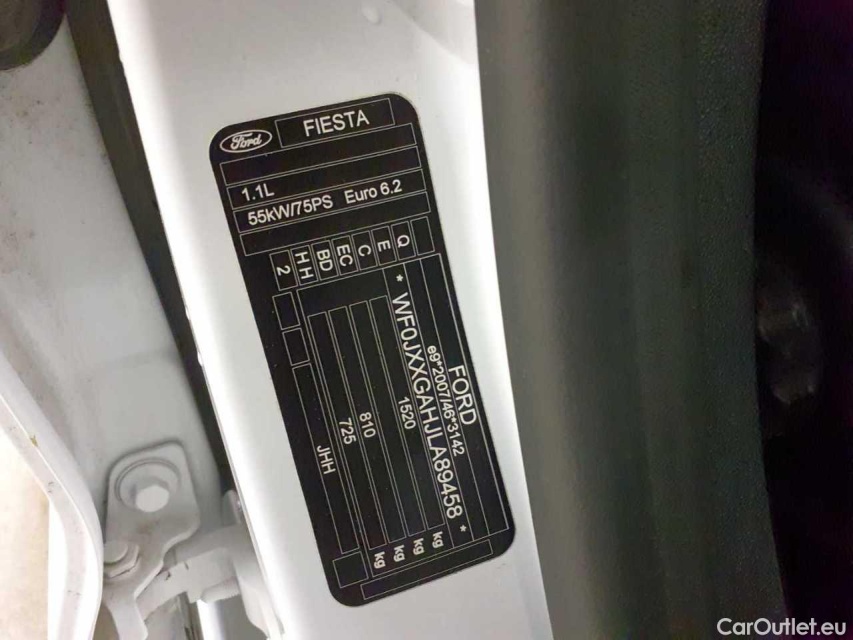 Ford
FIESTA
1.1L
55kW/75PS Euro 6.2
FORD
e9*2007/46*3142
* WF0JXXGAHJLA89458 *
1520 kg
kg
810 kg
725 kg
JHH
Q
E
C
EC
BD
HH
2
CarOutlet.eu